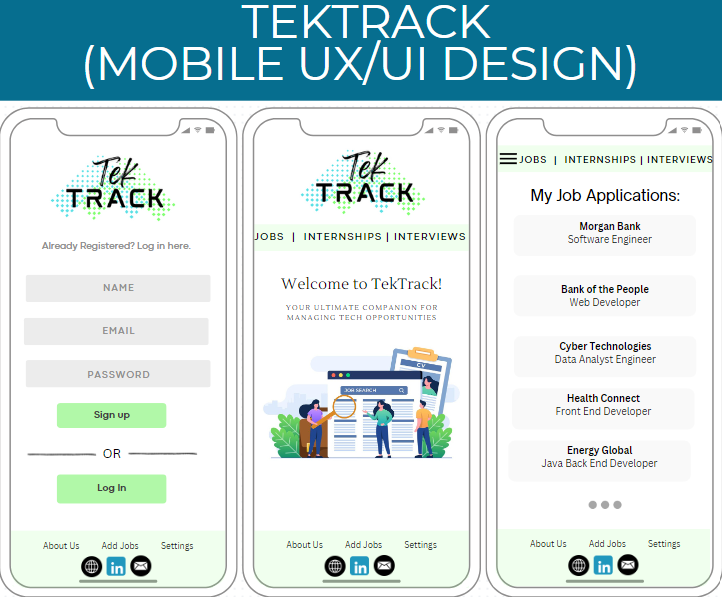 TEKTRACK
(MOBILE UX/UI DESIGN)
Tek
TRACK
Already Registered? Log in here.
NAME
EMAIL
PASSWORD
Sign up
OR
Log In
About Us Add Jobs Settings
in
Tek
TRACK
JOBS | INTERNSHIPS | INTERVIEWS
Welcome to TekTrack!
YOUR ULTIMATE COMPANION FOR
MANAGING TECH OPPORTUNITIES
CV
JOB SEARCH
About Us Add Jobs Settings
in
JOBS | INTERNSHIPS | INTERVIEWS
My Job Applications:
Morgan Bank
Software Engineer
Bank of the People
Web Developer
Cyber Technologies
Data Analyst Engineer
Health Connect
Front End Developer
Energy Global
Java Back End Developer
About Us Add Jobs Settings
in